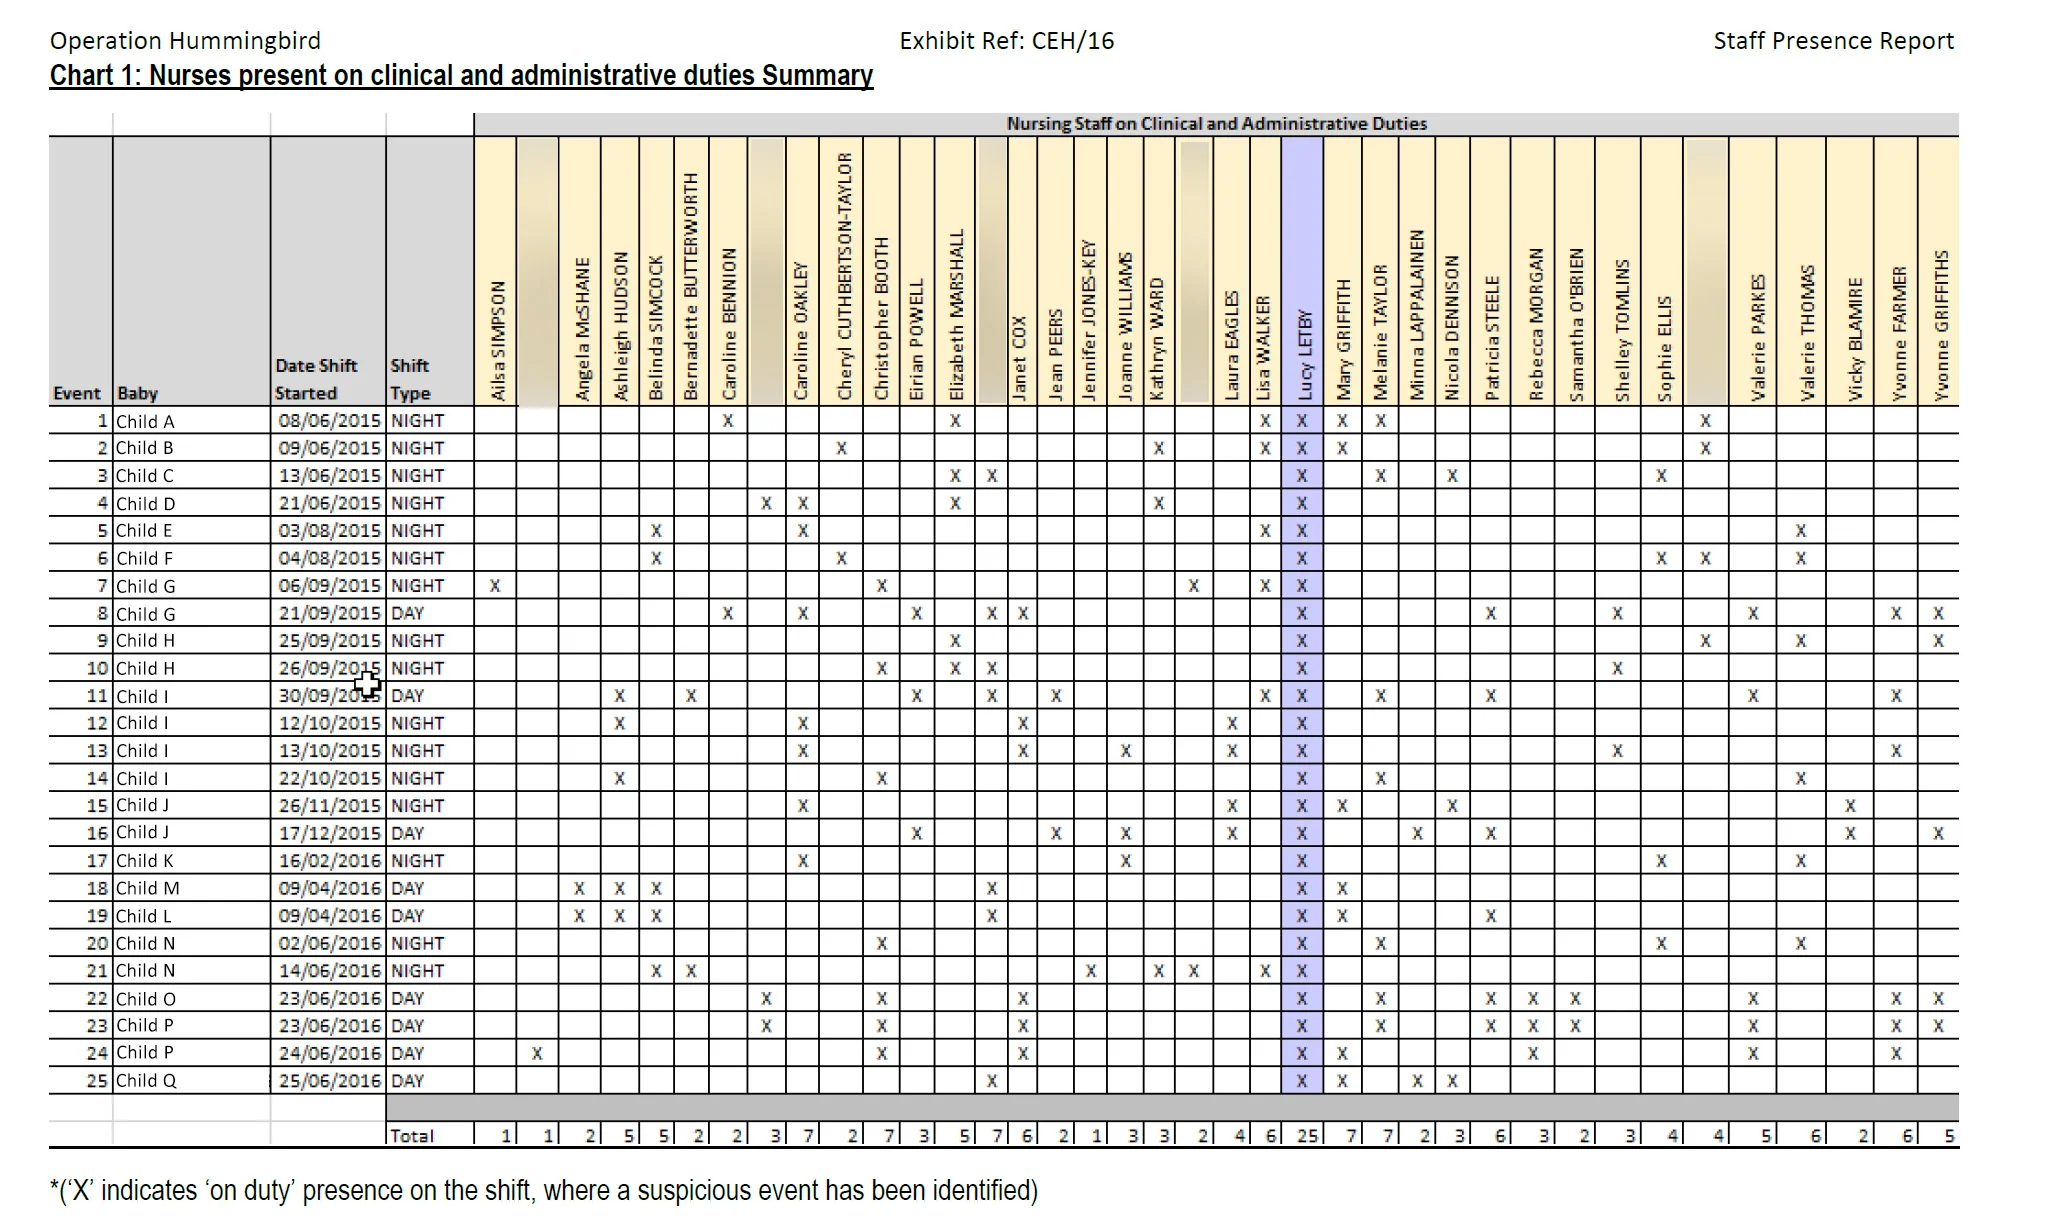 Operation Hummingbird Exhibit Ref: CEH/16 Staff Presence Report
Chart 1: Nurses present on clinical and administrative duties Summary
Nursing Staff on Clinical and Administrative Duties
Event Baby Date Shift Started Shift Type
Ailsa SIMPSON
Angela McSHANE
Ashleigh HUDSON
Belinda SIMCOCK
Bernadette BUTTERWORTH
Caroline BENNION
Caroline OAKLEY
Cheryl CUTHBERTSON-TAYLOR
Christopher BOOTH
Eirian POWELL
Elizabeth MARSHALL
Janet COX
Jean PEERS
Jennifer JONES-KEY
Joanne WILLIAMS
Kathryn WARD
Laura EAGLES
Lisa WALKER
Lucy LETBY
Mary GRIFFITH
Melanie TAYLOR
Minna LAPPALAINEN
Nicola DENNISON
Patricia STEELE
Rebecca MORGAN
Samantha O'BRIEN
Shelley TOMLINS
Sophie ELLIS
Valerie PARKES
Valerie THOMAS
Vicky BLAMIRE
Yvonne FARMER
Yvonne GRIFFITHS
1 Child A 08/06/2015 NIGHT X X X X X X X
2 Child B 09/06/2015 NIGHT X X X X X X
3 Child C 13/06/2015 NIGHT X X X X X X
4 Child D 21/06/2015 NIGHT X X X X X
5 Child E 03/08/2015 NIGHT X X X X X
6 Child F 04/08/2015 NIGHT X X X X X X
7 Child G 06/09/2015 NIGHT X X X X X
8 Child G 21/09/2015 DAY X X X X X X X X X X X
9 Child H 25/09/2015 NIGHT X X X X X
10 Child H 26/09/2015 NIGHT X X X X X
11 Child I 30/09/2015 DAY X X X X X X X X X X X
12 Child I 12/10/2015 NIGHT X X X X X
13 Child I 13/10/2015 NIGHT X X X X X X X
14 Child I 22/10/2015 NIGHT X X X X X
15 Child J 26/11/2015 NIGHT X X X X X X
16 Child J 17/12/2015 DAY X X X X X X X X X
17 Child K 16/02/2016 NIGHT X X X X X
18 Child M 09/04/2016 DAY X X X X X X
19 Child L 09/04/2016 DAY X X X X X X X
20 Child N 02/06/2016 NIGHT X X X X X
21 Child N 14/06/2016 NIGHT X X X X X X X
22 Child O 23/06/2016 DAY X X X X X X X X X X X
23 Child P 23/06/2016 DAY X X X X X X X X X X X
24 Child P 24/06/2016 DAY X X X X X X X X
25 Child Q 25/06/2016 DAY X X X X X
Total 1 1 2 5 5 2 2 3 7 2 7 3 5 7 6 2 1 3 3 2 4 6 25 7 7 2 3 6 3 2 3 4 4 5 6 2 6 5
*('X' indicates 'on duty' presence on the shift, where a suspicious event has been identified)